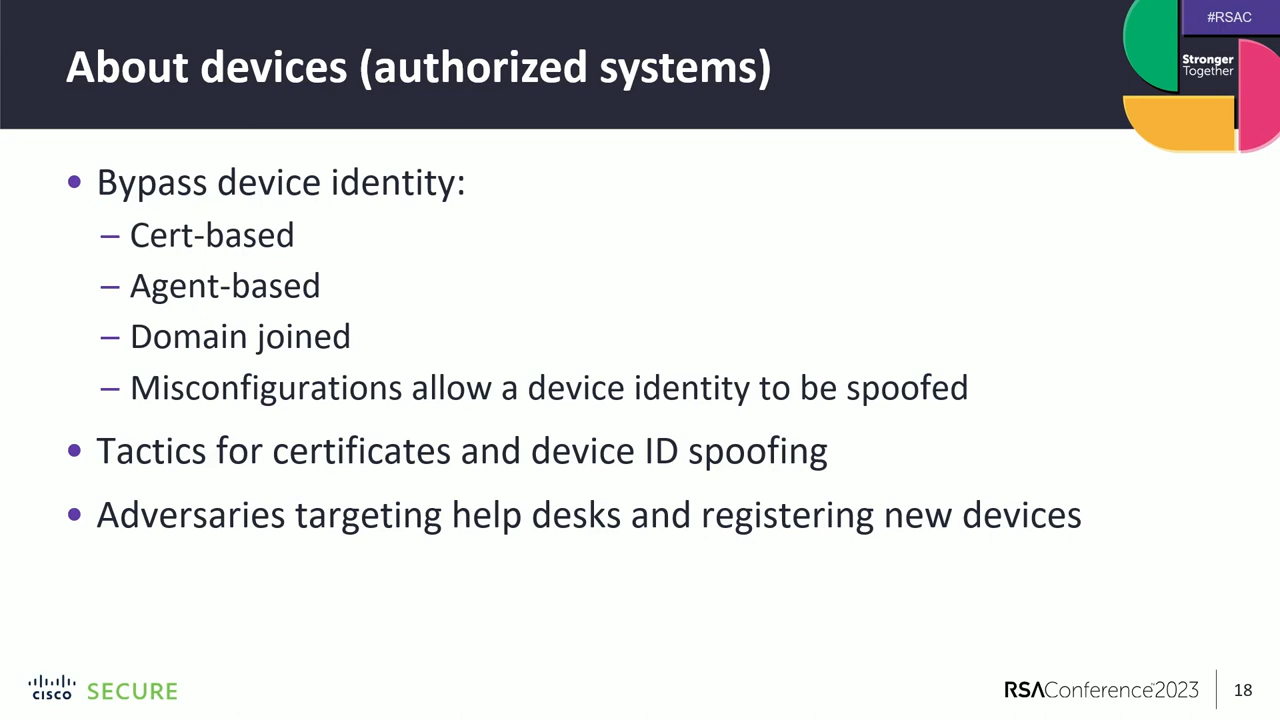 #RSAC
About devices (authorized systems)
Stronger
Together
• Bypass device identity:
– Cert-based
– Agent-based
– Domain joined
– Misconfigurations allow a device identity to be spoofed
• Tactics for certificates and device ID spoofing
• Adversaries targeting help desks and registering new devices
CISCO SECURE
RSAConference™2023
18